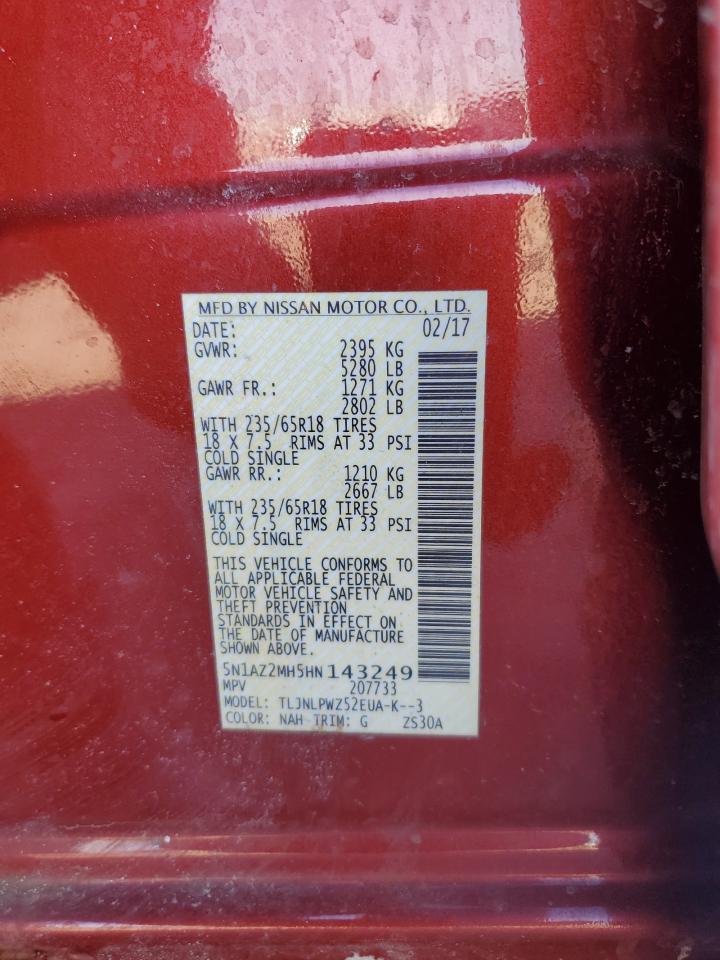 MFD BY NISSAN MOTOR CO., LTD.
DATE: 02/17
GVWR: 2395 KG
5280 LB
GAWR FR.: 1271 KG
2802 LB
WITH 235/65R18 TIRES
18 X 7.5 RIMS AT 33 PSI
COLD SINGLE
GAWR RR.: 1210 KG
2667 LB
WITH 235/65R18 TIRES
18 X 7.5 RIMS AT 33 PSI
COLD SINGLE
THIS VEHICLE CONFORMS TO
ALL APPLICABLE FEDERAL
MOTOR VEHICLE SAFETY AND
THEFT PREVENTION
STANDARDS IN EFFECT ON
THE DATE OF MANUFACTURE
SHOWN ABOVE.
5N1AZ2MH5HN143249
MPV 207733
MODEL: TLJNLPWZ52EUA-K--3
COLOR: NAH TRIM: G ZS30A